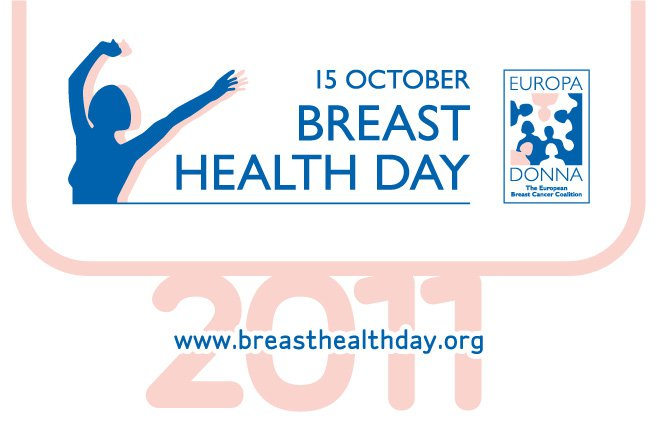 15 OCTOBER
BREAST
HEALTH DAY
EUROPA
DONNA
The European
Breast Cancer Coalition
2011
www.breasthealthday.org